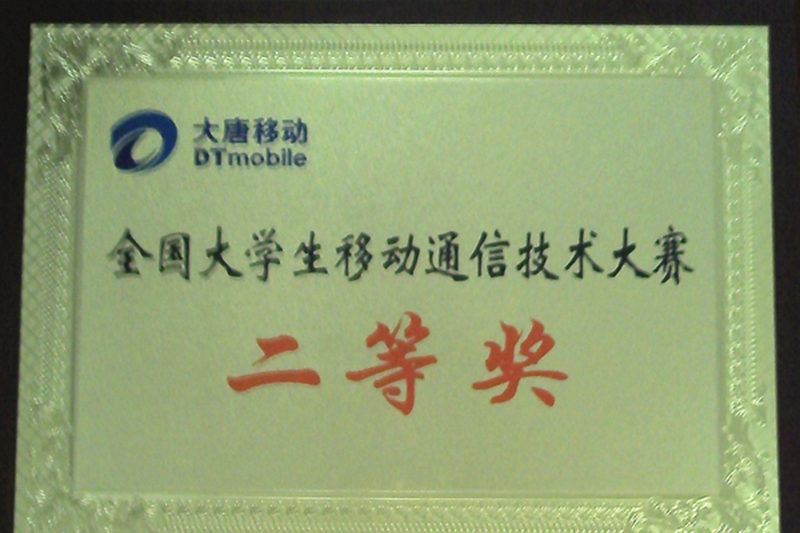 大唐移动
DTmobile
全国大学生移动通信技术大赛
二等奖